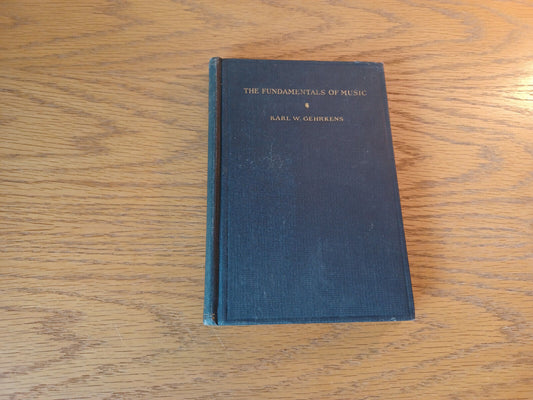 THE FUNDAMENTALS OF MUSIC
KARL W. GEHRKENS